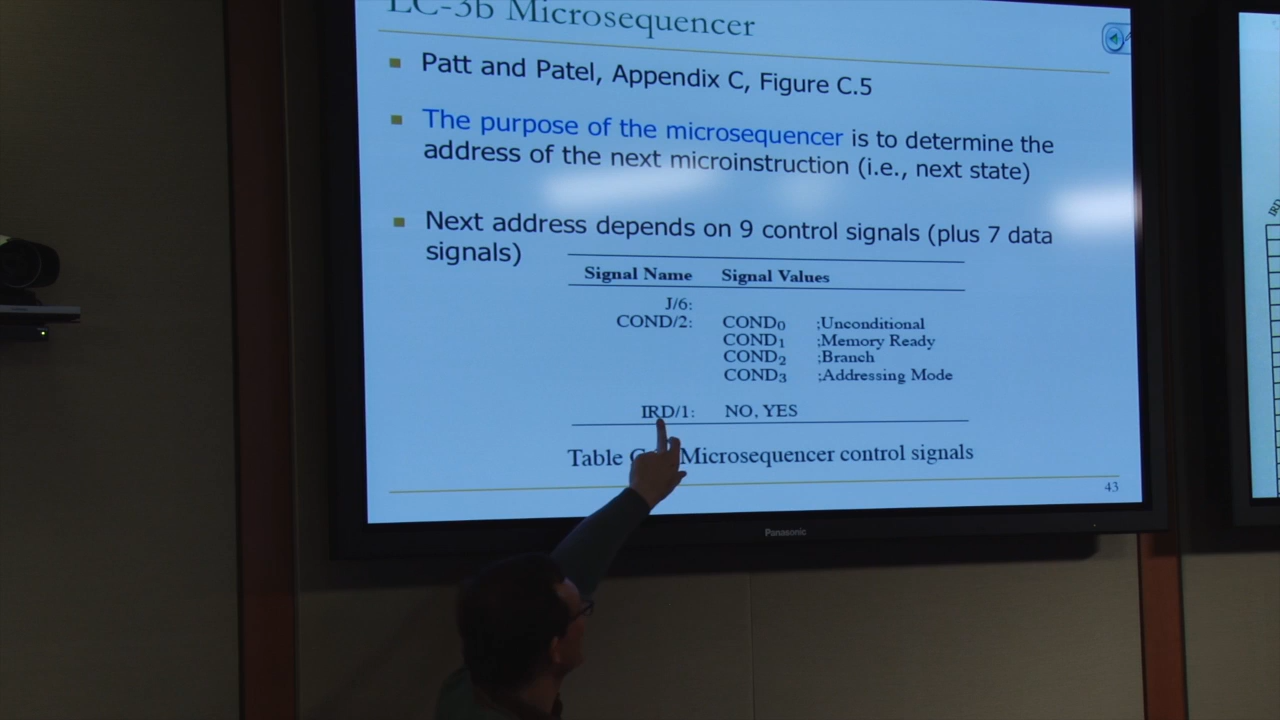 LC-3b Microsequencer
Patt and Patel, Appendix C, Figure C.5
The purpose of the microsequencer is to determine the
address of the next microinstruction (i.e., next state)
Next address depends on 9 control signals (plus 7 data
signals)
Signal Name Signal Values
J/6:
COND/2: COND₀ ;Unconditional
COND₁ ;Memory Ready
COND₂ ;Branch
COND₃ ;Addressing Mode
IRD/1: NO, YES
Table Microsequencer control signals
43
Panasonic